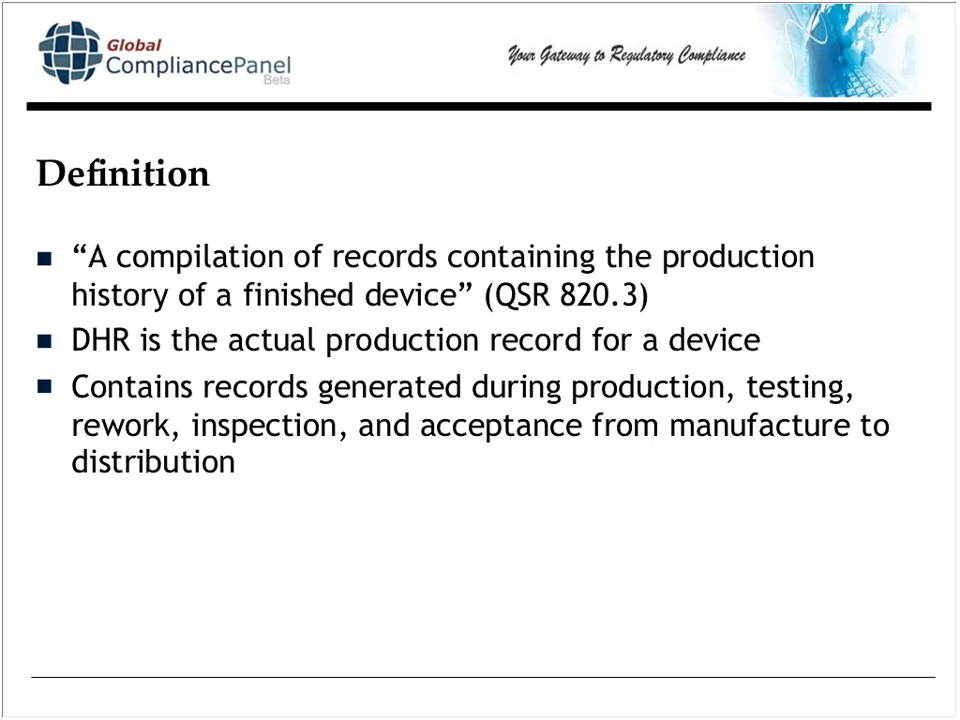 Global
CompliancePanel
Beta
Your Gateway to Regulatory Compliance
Definition
“A compilation of records containing the production
history of a finished device” (QSR 820.3)
DHR is the actual production record for a device
Contains records generated during production, testing,
rework, inspection, and acceptance from manufacture to
distribution